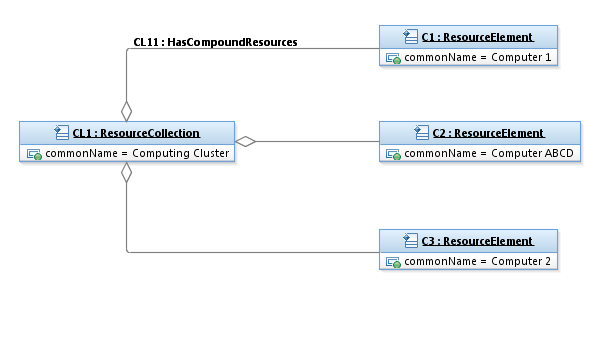 C1 : ResourceElement
commonName = Computer 1
CL11 : HasCompoundResources
CL1 : ResourceCollection
commonName = Computing Cluster
C2 : ResourceElement
commonName = Computer ABCD
C3 : ResourceElement
commonName = Computer 2